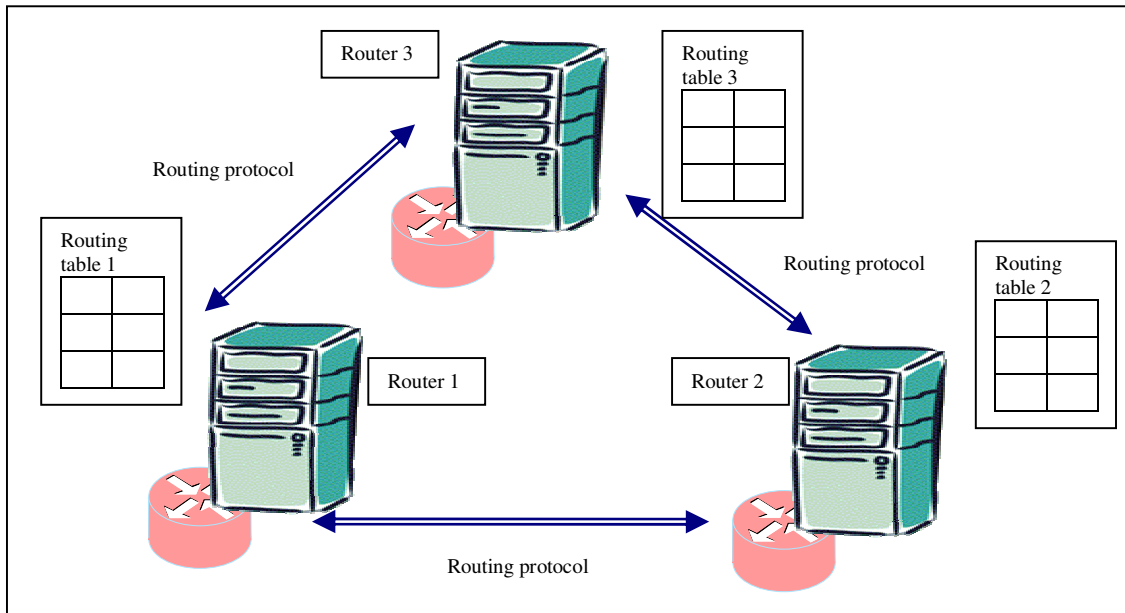 Router 3
Routing
table 3
Routing protocol
Routing
table 1
Routing protocol
Routing
table 2
Router 1
Router 2
Routing protocol